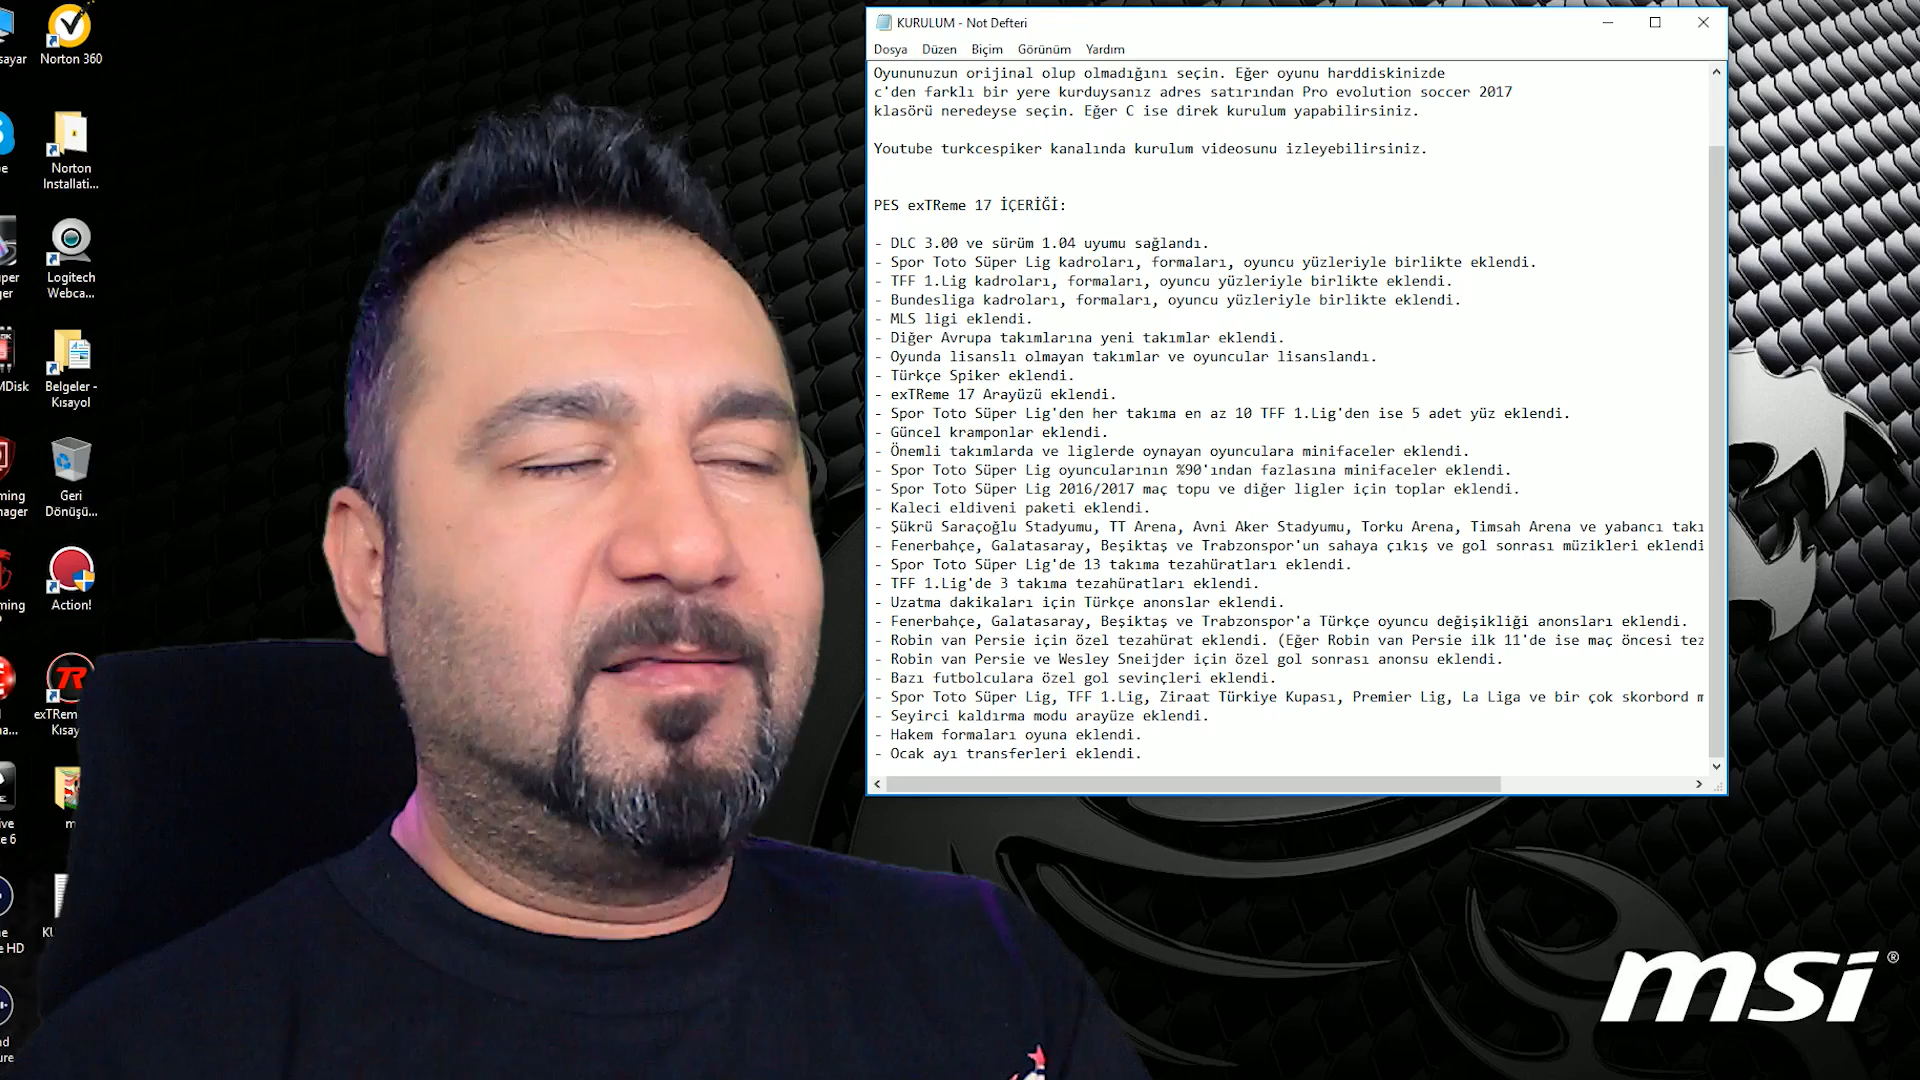 sayar
Norton 360
KURULUM - Not Defteri
Dosya Düzen Biçim Görünüm Yardım
Oyununuzun orijinal olup olmadığını seçin. Eğer oyunu harddiskinizde
c'den farklı bir yere kurduysanız adres satırından Pro evolution soccer 2017
klasörü neredeyse seçin. Eğer C ise direk kurulum yapabilirsiniz.
Youtube turkcespiker kanalında kurulum videosunu izleyebilirsiniz.
PES exTReme 17 İÇERİĞİ:
- DLC 3.00 ve sürüm 1.04 uyumu sağlandı.
- Spor Toto Süper Lig kadroları, formaları, oyuncu yüzleriyle birlikte eklendi.
- TFF 1.Lig kadroları, formaları, oyuncu yüzleriyle birlikte eklendi.
- Bundesliga kadroları, formaları, oyuncu yüzleriyle birlikte eklendi.
- MLS ligi eklendi.
- Diğer Avrupa takımlarına yeni takımlar eklendi.
- Oyunda lisanslı olmayan takımlar ve oyuncular lisanslandı.
- Türkçe Spiker eklendi.
- exTReme 17 Arayüzü eklendi.
- Spor Toto Süper Lig'den her takıma en az 10 TFF 1.Lig'den ise 5 adet yüz eklendi.
- Güncel kramponlar eklendi.
- Önemli takımlarda ve liglerde oynayan oyunculara minifaceler eklendi.
- Spor Toto Süper Lig oyuncularının %90'ından fazlasına minifaceler eklendi.
- Spor Toto Süper Lig 2016/2017 maç topu ve diğer ligler için toplar eklendi.
- Kaleci eldiveni paketi eklendi.
- Şükrü Saraçoğlu Stadyumu, TT Arena, Avni Aker Stadyumu, Torku Arena, Timsah Arena ve yabancı takı
- Fenerbahçe, Galatasaray, Beşiktaş ve Trabzonspor'un sahaya çıkış ve gol sonrası müzikleri eklendi
- Spor Toto Süper Lig'de 13 takıma tezahüratları eklendi.
- TFF 1.Lig'de 3 takıma tezahüratları eklendi.
- Uzatma dakikaları için Türkçe anonslar eklendi.
- Fenerbahçe, Galatasaray, Beşiktaş ve Trabzonspor'a Türkçe oyuncu değişikliği anonsları eklendi.
- Robin van Persie için özel tezahürat eklendi. (Eğer Robin van Persie ilk 11'de ise maç öncesi tez
- Robin van Persie ve Wesley Sneijder için özel gol sonrası anonsu eklendi.
- Bazı futbolculara özel gol sevinçleri eklendi.
- Spor Toto Süper Lig, TFF 1.Lig, Ziraat Türkiye Kupası, Premier Lig, La Liga ve bir çok skorbord m
- Seyirci kaldırma modu arayüze eklendi.
- Hakem formaları oyuna eklendi.
- Ocak ayı transferleri eklendi.
Norton
Installati...
Logitech
Webca...
MDisk
Belgeler -
Kısayol
Geri
Dönüşü...
Action!
TR
exTRem
Kısay
HD
msi®